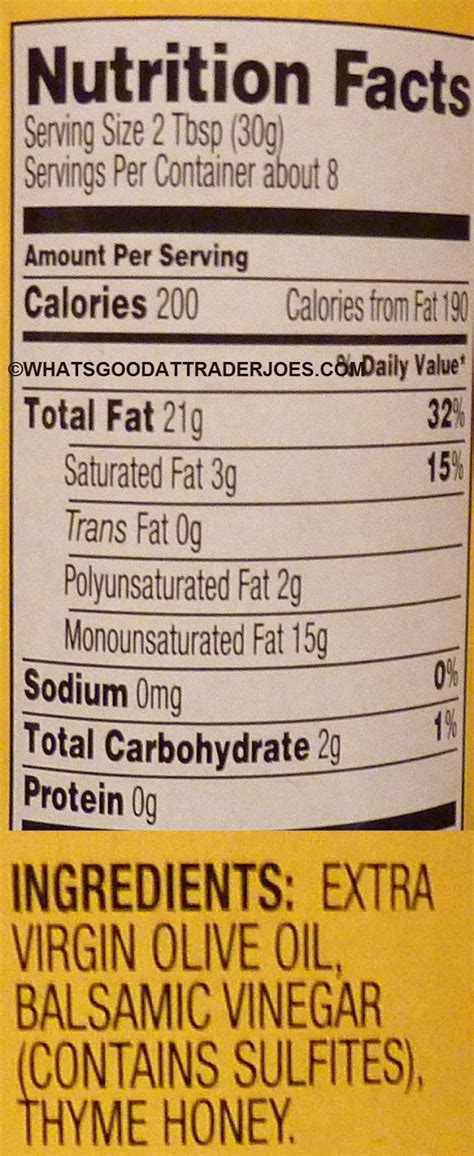 Nutrition Facts
Serving Size 2 Tbsp (30g)
Servings Per Container about 8
Amount Per Serving
Calories 200 Calories from Fat 190
% Daily Value*
©WHATSGOODATTRADERJOES.COM
Total Fat 21g 32%
Saturated Fat 3g 15%
Trans Fat 0g
Polyunsaturated Fat 2g
Monounsaturated Fat 15g
Sodium 0mg 0%
Total Carbohydrate 2g 1%
Protein 0g
INGREDIENTS: EXTRA
VIRGIN OLIVE OIL,
BALSAMIC VINEGAR
(CONTAINS SULFITES),
THYME HONEY.